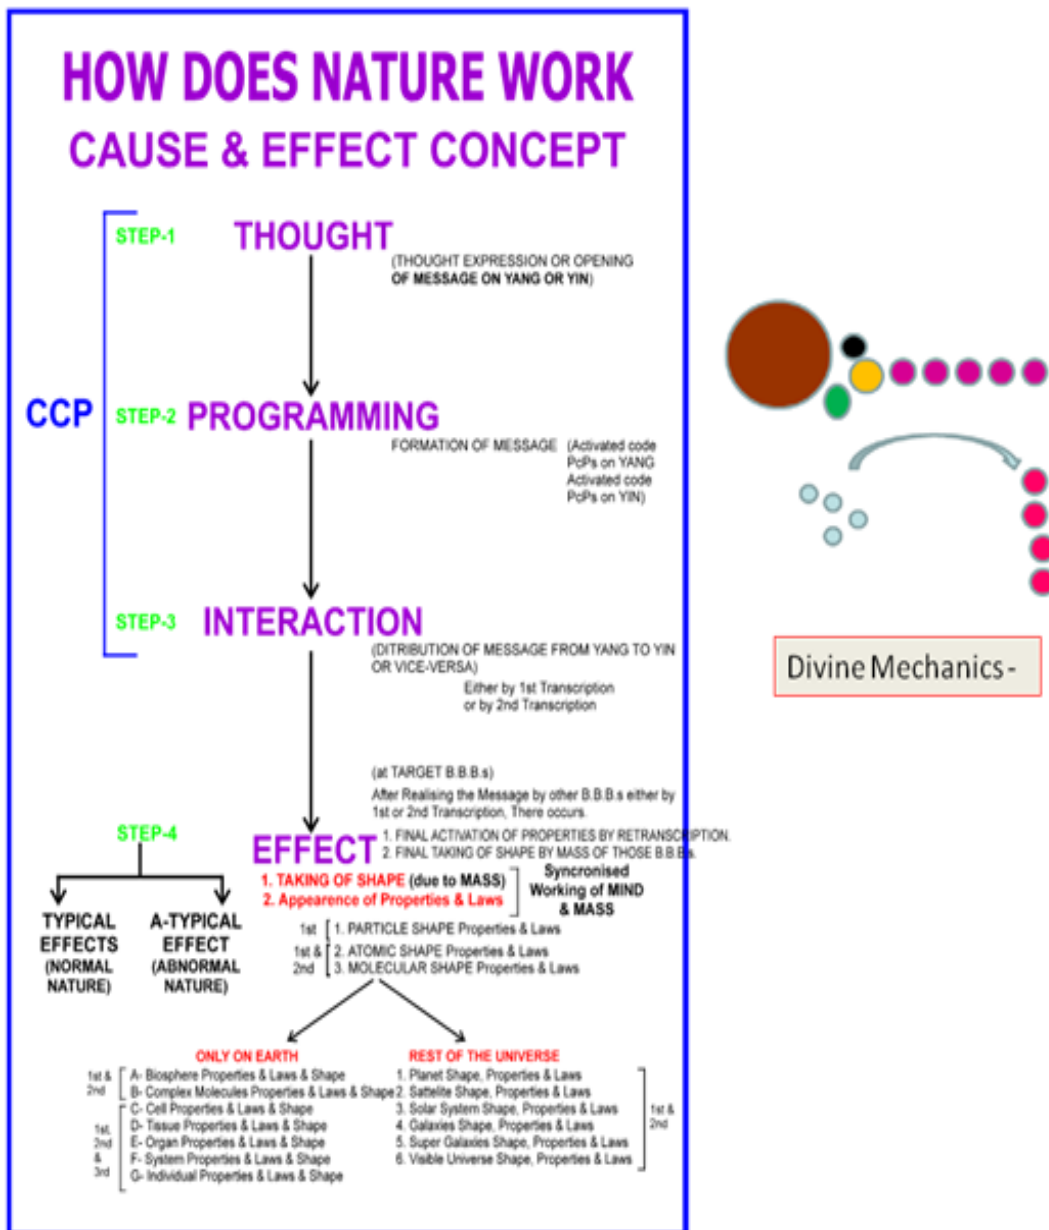 HOW DOES NATURE WORK
CAUSE & EFFECT CONCEPT
STEP-1
THOUGHT
(THOUGHT EXPRESSION OR OPENING
OF MESSAGE ON YANG OR YIN)
CCP
STEP-2
PROGRAMMING
FORMATION OF MESSAGE (Activated code
PcPs on YANG
Activated code
PcPs on YIN)
STEP-3
INTERACTION
(DITRIBUTION OF MESSAGE FROM YANG TO YIN
OR VICE-VERSA)
Either by 1st Transcription
or by 2nd Transcription
(at TARGET B.B.B.s)
After Realising the Message by other B.B.B.s either by
1st or 2nd Transcription, There occurs.
STEP-4
EFFECT
1. FINAL ACTIVATION OF PROPERTIES BY RETRANSCRIPTION.
2. FINAL TAKING OF SHAPE BY MASS OF THOSE B.B.B.s.
1. TAKING OF SHAPE (due to MASS)
2. Appearence of Properties & Laws
Syncronised
Working of MIND
& MASS
TYPICAL
EFFECTS
(NORMAL
NATURE)
A-TYPICAL
EFFECT
(ABNORMAL
NATURE)
1st 1. PARTICLE SHAPE Properties & Laws
1st & 2. ATOMIC SHAPE Properties & Laws
2nd 3. MOLECULAR SHAPE Properties & Laws
ONLY ON EARTH
1st &
2nd
A- Biosphere Properties & Laws & Shape
B- Complex Molecules Properties & Laws & Shape
1st,
2nd
&
3rd
C- Cell Properties & Laws & Shape
D- Tissue Properties & Laws & Shape
E- Organ Properties & Laws & Shape
F- System Properties & Laws & Shape
G- Individual Properties & Laws & Shape
REST OF THE UNIVERSE
1. Planet Shape, Properties & Laws
2. Sattelite Shape, Properties & Laws
3. Solar System Shape, Properties & Laws
4. Galaxies Shape, Properties & Laws
5. Super Galaxies Shape, Properties & Laws
6. Visible Universe Shape, Properties & Laws
1st &
2nd
Divine Mechanics -